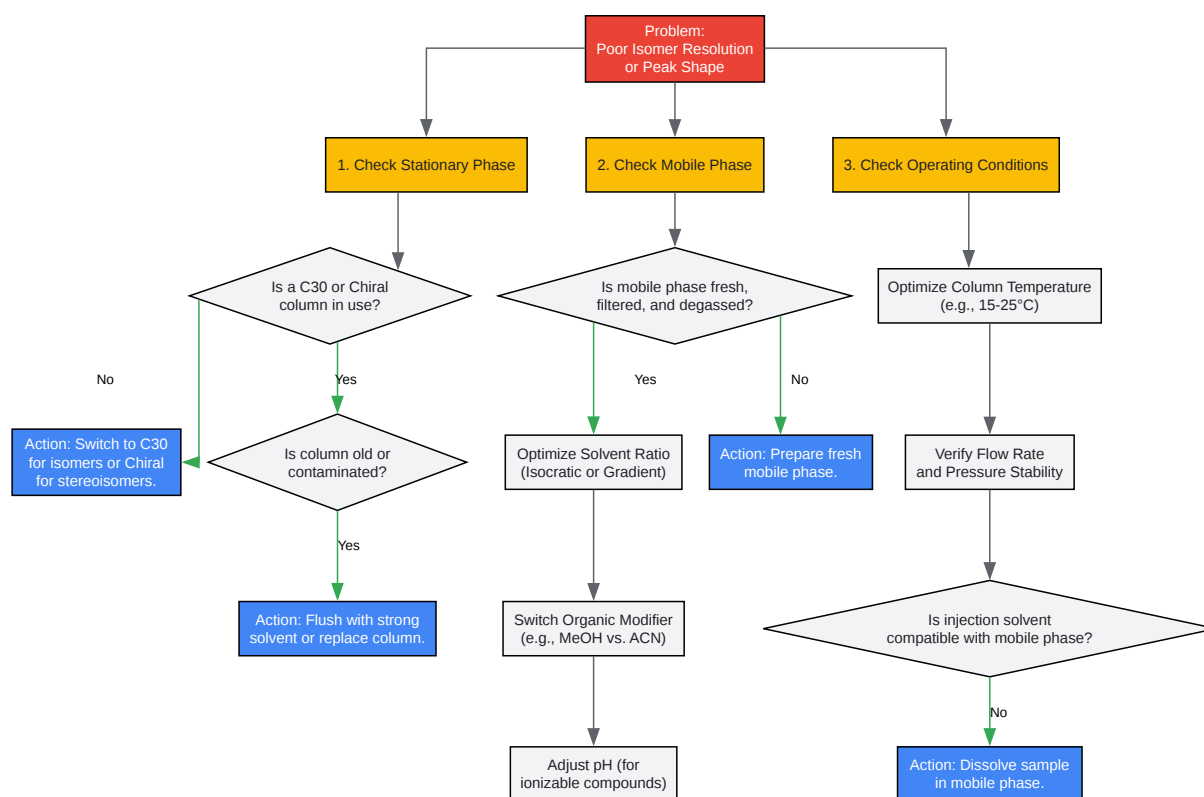 Problem:
Poor Isomer Resolution
or Peak Shape
1. Check Stationary Phase
2. Check Mobile Phase
3. Check Operating Conditions
Is a C30 or Chiral
column in use?
Is mobile phase fresh,
filtered, and degassed?
Optimize Column Temperature
(e.g., 15-25°C)
No
Yes
Yes
No
Action: Switch to C30
for isomers or Chiral
for stereoisomers.
Is column old or
contaminated?
Optimize Solvent Ratio
(Isocratic or Gradient)
Action: Prepare fresh
mobile phase.
Verify Flow Rate
and Pressure Stability
Yes
Action: Flush with strong
solvent or replace column.
Switch Organic Modifier
(e.g., MeOH vs. ACN)
Is injection solvent
compatible with mobile phase?
No
Adjust pH (for
ionizable compounds)
Action: Dissolve sample
in mobile phase.